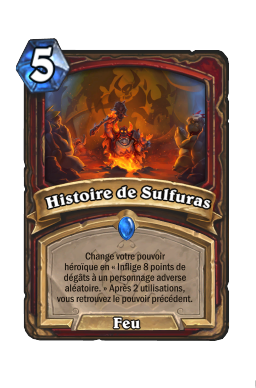 5
Histoire de Sulfuras
Change votre pouvoir
héroïque en « Inflige 8 points de
dégâts à un personnage adverse
aléatoire. » Après 2 utilisations,
vous retrouvez le pouvoir précédent.
Feu